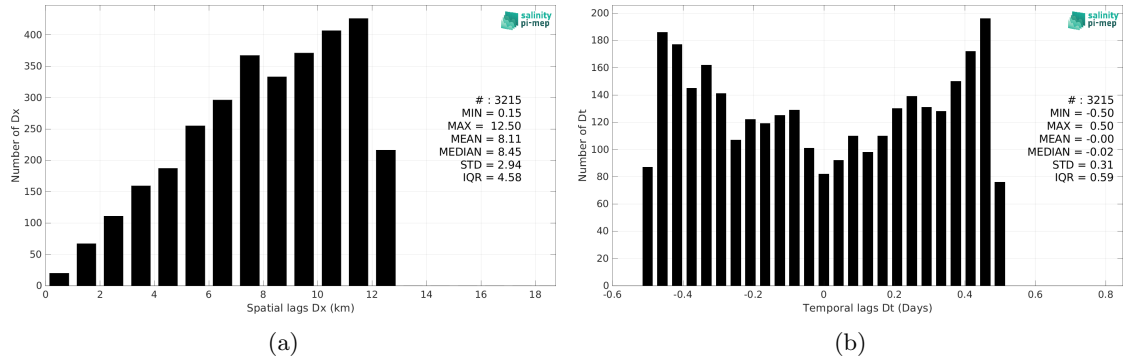 salinity
pi-mep
400
350
300
250
200
150
100
50
0
Number of Dx
# : 3215
MIN = 0.15
MAX = 12.50
MEAN = 8.11
MEDIAN = 8.45
STD = 2.94
IQR = 4.58
0 2 4 6 8 10 12 14 16 18
Spatial lags Dx (km)
(a)
salinity
pi-mep
200
180
160
140
120
100
80
60
40
20
0
Number of Dt
# : 3215
MIN = -0.50
MAX = 0.50
MEAN = -0.00
MEDIAN = -0.02
STD = 0.31
IQR = 0.59
-0.6 -0.4 -0.2 0 0.2 0.4 0.6 0.8
Temporal lags Dt (Days)
(b)